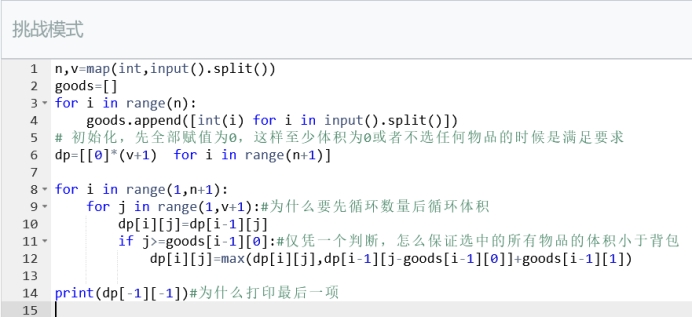 挑战模式
1 n,v=map(int,input().split())
2 goods=[]
3 for i in range(n):
4     goods.append([int(i) for i in input().split()])
5 # 初始化，先全部赋值为0，这样至少体积为0或者不选任何物品的时候是满足要求
6 dp=[[0]*(v+1)  for i in range(n+1)]
7
8 for i in range(1,n+1):
9     for j in range(1,v+1):#为什么要先循环数量后循环体积
10         dp[i][j]=dp[i-1][j]
11         if j>=goods[i-1][0]:#仅凭一个判断，怎么保证选中的所有物品的体积小于背包
12             dp[i][j]=max(dp[i][j],dp[i-1][j-goods[i-1][0]]+goods[i-1][1])
13
14 print(dp[-1][-1])#为什么打印最后一项
15